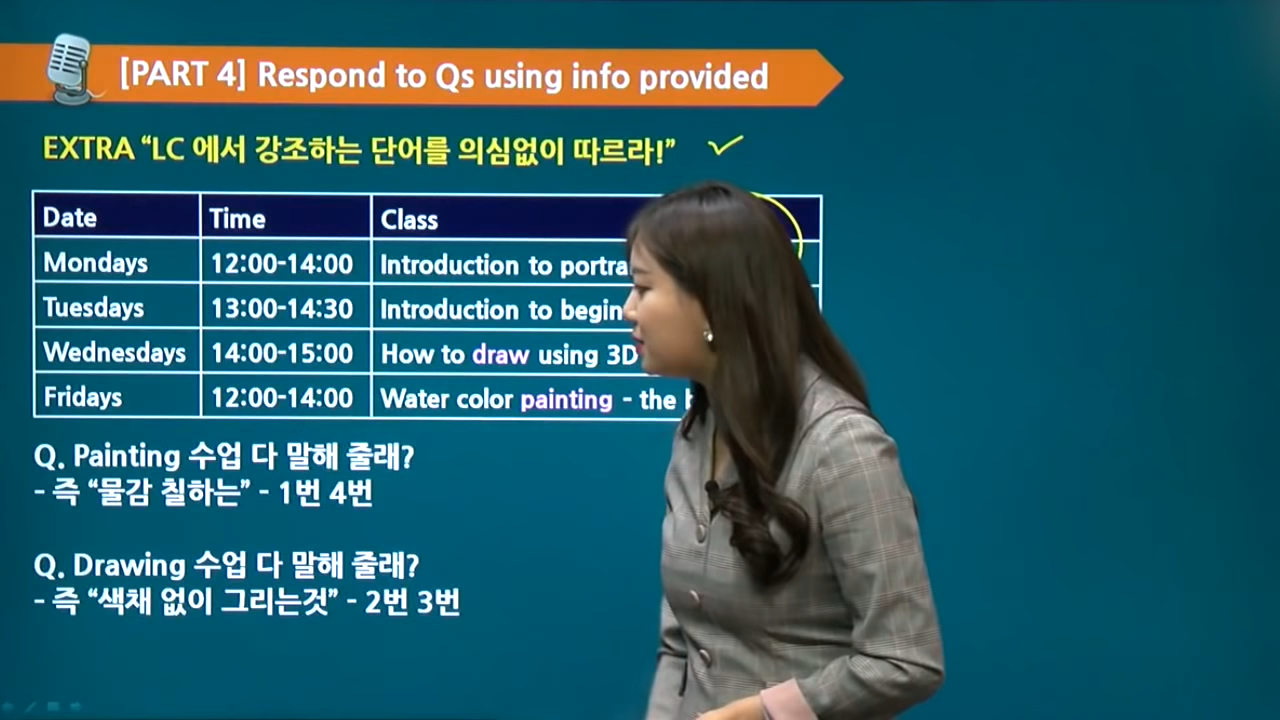 [PART 4] Respond to Qs using info provided
EXTRA “LC 에서 강조하는 단어를 의심없이 따르라!”
Date Time Class
Mondays 12:00-14:00 Introduction to
Tuesdays 13:00-14:30 Introduction to
Wednesdays 14:00-15:00 How to draw using 3D
Fridays 12:00-14:00 Water color painting - the
Q. Painting 수업 다 말해 줄래?
- 즉 “물감 칠하는” - 1번 4번
Q. Drawing 수업 다 말해 줄래?
- 즉 “색채 없이 그리는것” - 2번 3번